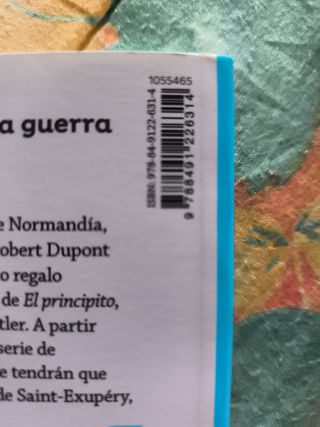 1055465
a guerra
ISBN: 978-84-9122-631-4
9 788491 226314
e Normandía,
obert Dupont
o regalo
de El principito,
tler. A partir
serie de
e tendrán que
de Saint-Exupéry,